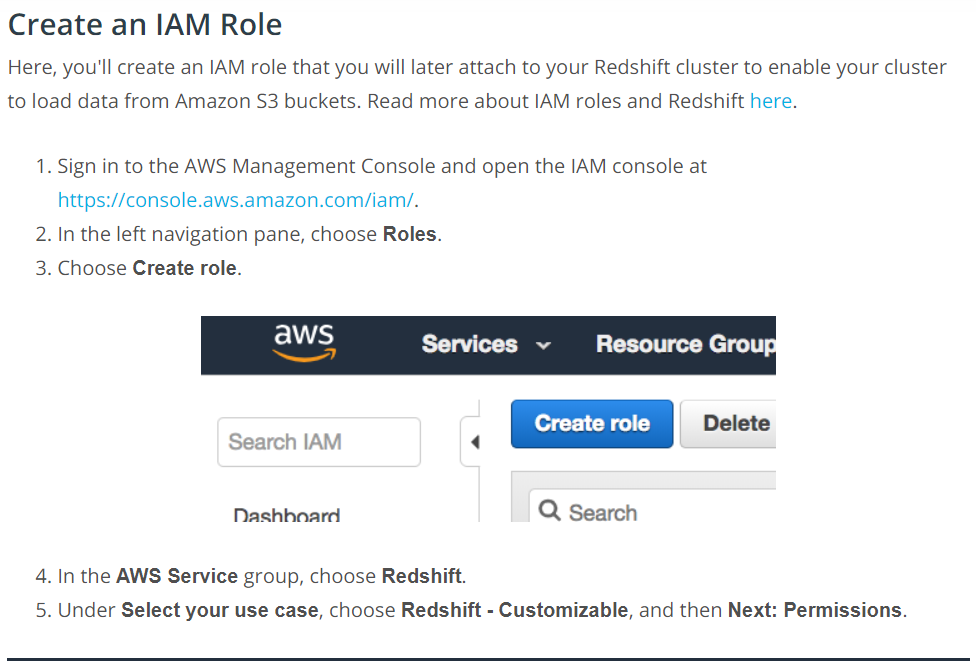 Create an IAM Role
Here, you'll create an IAM role that you will later attach to your Redshift cluster to enable your cluster
to load data from Amazon S3 buckets. Read more about IAM roles and Redshift here.
1. Sign in to the AWS Management Console and open the IAM console at
https://console.aws.amazon.com/iam/.
2. In the left navigation pane, choose Roles.
3. Choose Create role.
aws Services Resource Group
Create role Delete
Search IAM
Dashboard
Search
4. In the AWS Service group, choose Redshift.
5. Under Select your use case, choose Redshift - Customizable, and then Next: Permissions.